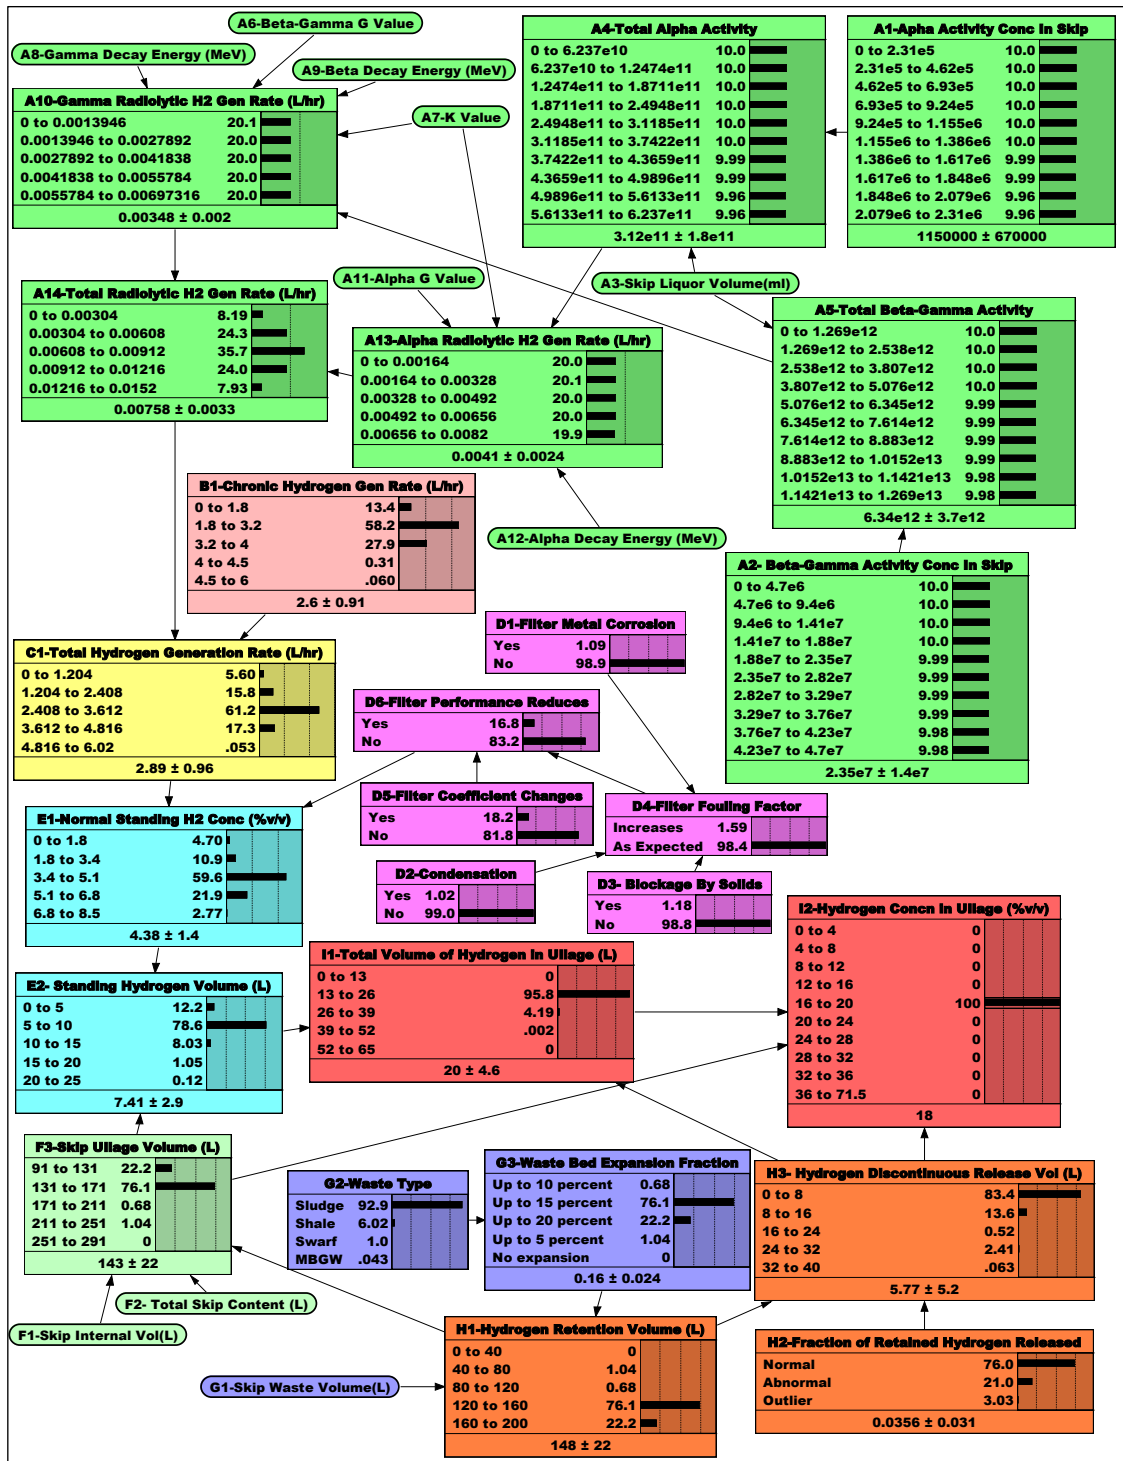 A6-Beta-Gamma G Value
A8-Gamma Decay Energy (MeV)
A9-Beta Decay Energy (MeV)
A7-K Value
A10-Gamma Radiolytic H2 Gen Rate (L/hr)
0 to 0.0013946 20.1
0.0013946 to 0.0027892 20.0
0.0027892 to 0.0041838 20.0
0.0041838 to 0.0055784 20.0
0.0055784 to 0.00697316 20.0
0.00348 ± 0.002
A4-Total Alpha Activity
0 to 6.237e10 10.0
6.237e10 to 1.2474e11 10.0
1.2474e11 to 1.8711e11 10.0
1.8711e11 to 2.4948e11 10.0
2.4948e11 to 3.1185e11 10.0
3.1185e11 to 3.7422e11 10.0
3.7422e11 to 4.3659e11 9.99
4.3659e11 to 4.9896e11 9.99
4.9896e11 to 5.6133e11 9.96
5.6133e11 to 6.237e11 9.96
3.12e11 ± 1.8e11
A1-Apha Activity Conc In Skip
0 to 2.31e5 10.0
2.31e5 to 4.62e5 10.0
4.62e5 to 6.93e5 10.0
6.93e5 to 9.24e5 10.0
9.24e5 to 1.155e6 10.0
1.155e6 to 1.386e6 10.0
1.386e6 to 1.617e6 9.99
1.617e6 to 1.848e6 9.99
1.848e6 to 2.079e6 9.96
2.079e6 to 2.31e6 9.96
1150000 ± 670000
A11-Alpha G Value
A3-Skip Liquor Volume(ml)
A14-Total Radiolytic H2 Gen Rate (L/hr)
0 to 0.00304 8.19
0.00304 to 0.00608 24.3
0.00608 to 0.00912 35.7
0.00912 to 0.01216 24.0
0.01216 to 0.0152 7.93
0.00758 ± 0.0033
A13-Alpha Radiolytic H2 Gen Rate (L/hr)
0 to 0.00164 20.0
0.00164 to 0.00328 20.1
0.00328 to 0.00492 20.0
0.00492 to 0.00656 20.0
0.00656 to 0.0082 19.9
0.0041 ± 0.0024
A5-Total Beta-Gamma Activity
0 to 1.269e12 10.0
1.269e12 to 2.538e12 10.0
2.538e12 to 3.807e12 10.0
3.807e12 to 5.076e12 10.0
5.076e12 to 6.345e12 9.99
6.345e12 to 7.614e12 9.99
7.614e12 to 8.883e12 9.99
8.883e12 to 1.0152e13 9.99
1.0152e13 to 1.1421e13 9.98
1.1421e13 to 1.269e13 9.98
6.34e12 ± 3.7e12
B1-Chronic Hydrogen Gen Rate (L/hr)
0 to 1.8 13.4
1.8 to 3.2 58.2
3.2 to 4 27.9
4 to 4.5 0.31
4.5 to 6 .060
2.6 ± 0.91
A12-Alpha Decay Energy (MeV)
A2- Beta-Gamma Activity Conc In Skip
0 to 4.7e6 10.0
4.7e6 to 9.4e6 10.0
9.4e6 to 1.41e7 10.0
1.41e7 to 1.88e7 10.0
1.88e7 to 2.35e7 9.99
2.35e7 to 2.82e7 9.99
2.82e7 to 3.29e7 9.99
3.29e7 to 3.76e7 9.99
3.76e7 to 4.23e7 9.98
4.23e7 to 4.7e7 9.98
2.35e7 ± 1.4e7
C1-Total Hydrogen Generation Rate (L/hr)
0 to 1.204 5.60
1.204 to 2.408 15.8
2.408 to 3.612 61.2
3.612 to 4.816 17.3
4.816 to 6.02 .053
2.89 ± 0.96
D1-Filter Metal Corrosion
Yes 1.09
No 98.9
D6-Filter Performance Reduces
Yes 16.8
No 83.2
D5-Filter Coefficient Changes
Yes 18.2
No 81.8
D4-Filter Fouling Factor
Increases 1.59
As Expected 98.4
D2-Condensation
Yes 1.02
No 99.0
D3- Blockage By Solids
Yes 1.18
No 98.8
E1-Normal Standing H2 Conc (%v/v)
0 to 1.8 4.70
1.8 to 3.4 10.9
3.4 to 5.1 59.6
5.1 to 6.8 21.9
6.8 to 8.5 2.77
4.38 ± 1.4
I2-Hydrogen Concn In Ullage (%v/v)
0 to 4 0
4 to 8 0
8 to 12 0
12 to 16 0
16 to 20 100
20 to 24 0
24 to 28 0
28 to 32 0
32 to 36 0
36 to 71.5 0
18
I1-Total Volume of Hydrogen in Ullage (L)
0 to 13 0
13 to 26 95.8
26 to 39 4.19
39 to 52 .002
52 to 65 0
20 ± 4.6
E2- Standing Hydrogen Volume (L)
0 to 5 12.2
5 to 10 78.6
10 to 15 8.03
15 to 20 1.05
20 to 25 0.12
7.41 ± 2.9
F3-Skip Ullage Volume (L)
91 to 131 22.2
131 to 171 76.1
171 to 211 0.68
211 to 251 1.04
251 to 291 0
143 ± 22
G2-Waste Type
Sludge 92.9
Shale 6.02
Swarf 1.0
MBGW .043
G3-Waste Bed Expansion Fraction
Up to 10 percent 0.68
Up to 15 percent 76.1
Up to 20 percent 22.2
Up to 5 percent 1.04
No expansion 0
0.16 ± 0.024
H3- Hydrogen Discontinuous Release Vol (L)
0 to 8 83.4
8 to 16 13.6
16 to 24 0.52
24 to 32 2.41
32 to 40 .063
5.77 ± 5.2
F2- Total Skip Content (L)
F1-Skip Internal Vol(L)
G1-Skip Waste Volume(L)
H1-Hydrogen Retention Volume (L)
0 to 40 0
40 to 80 1.04
80 to 120 0.68
120 to 160 76.1
160 to 200 22.2
148 ± 22
H2-Fraction of Retained Hydrogen Released
Normal 76.0
Abnormal 21.0
Outlier 3.03
0.0356 ± 0.031